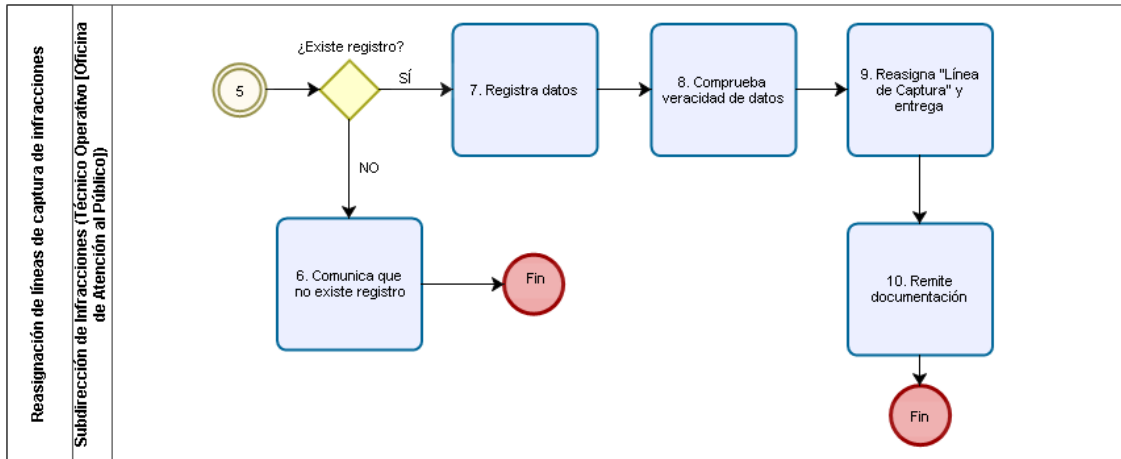 Reasignación de líneas de captura de infracciones
Subdirección de Infracciones (Técnico Operativo [Oficina
de Atención al Público])
5
¿Existe registro?
SÍ
7. Registra datos
8. Comprueba
veracidad de datos
9. Reasigna "Línea
de Captura" y
entrega
NO
6. Comunica que
no existe registro
Fin
10. Remite
documentación
Fin